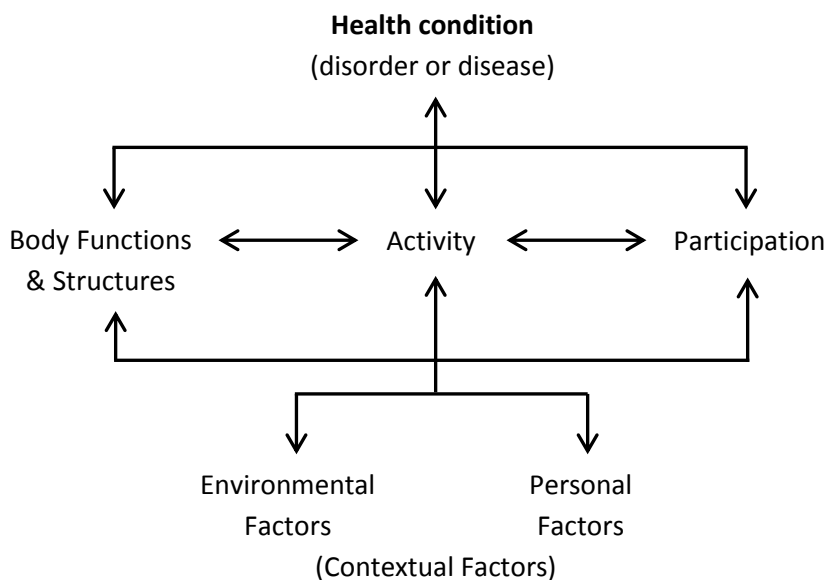 Health condition
(disorder or disease)
Body Functions
& Structures
Activity
Participation
Environmental
Factors
Personal
Factors
(Contextual Factors)